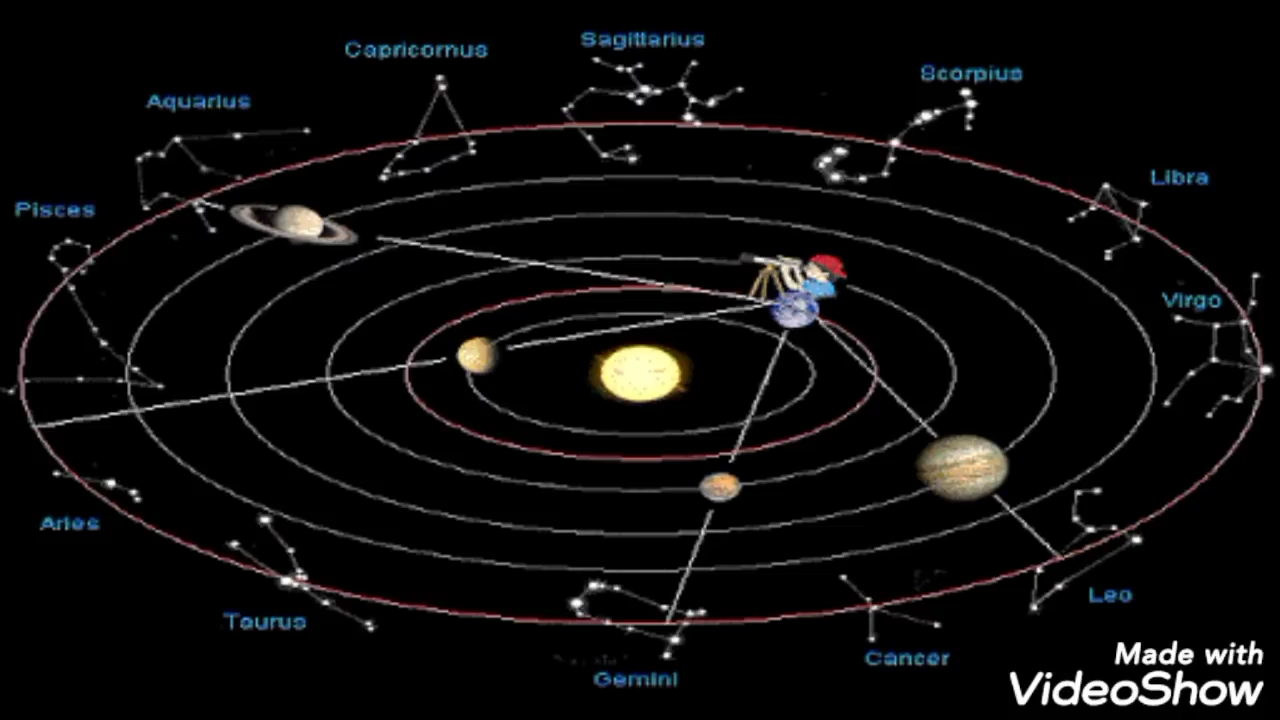 Sagittarius
Capricornus
Scorpius
Aquarius
Libra
Pisces
Virgo
Aries
Leo
Taurus
Cancer
Gemini
Made with
VideoShow